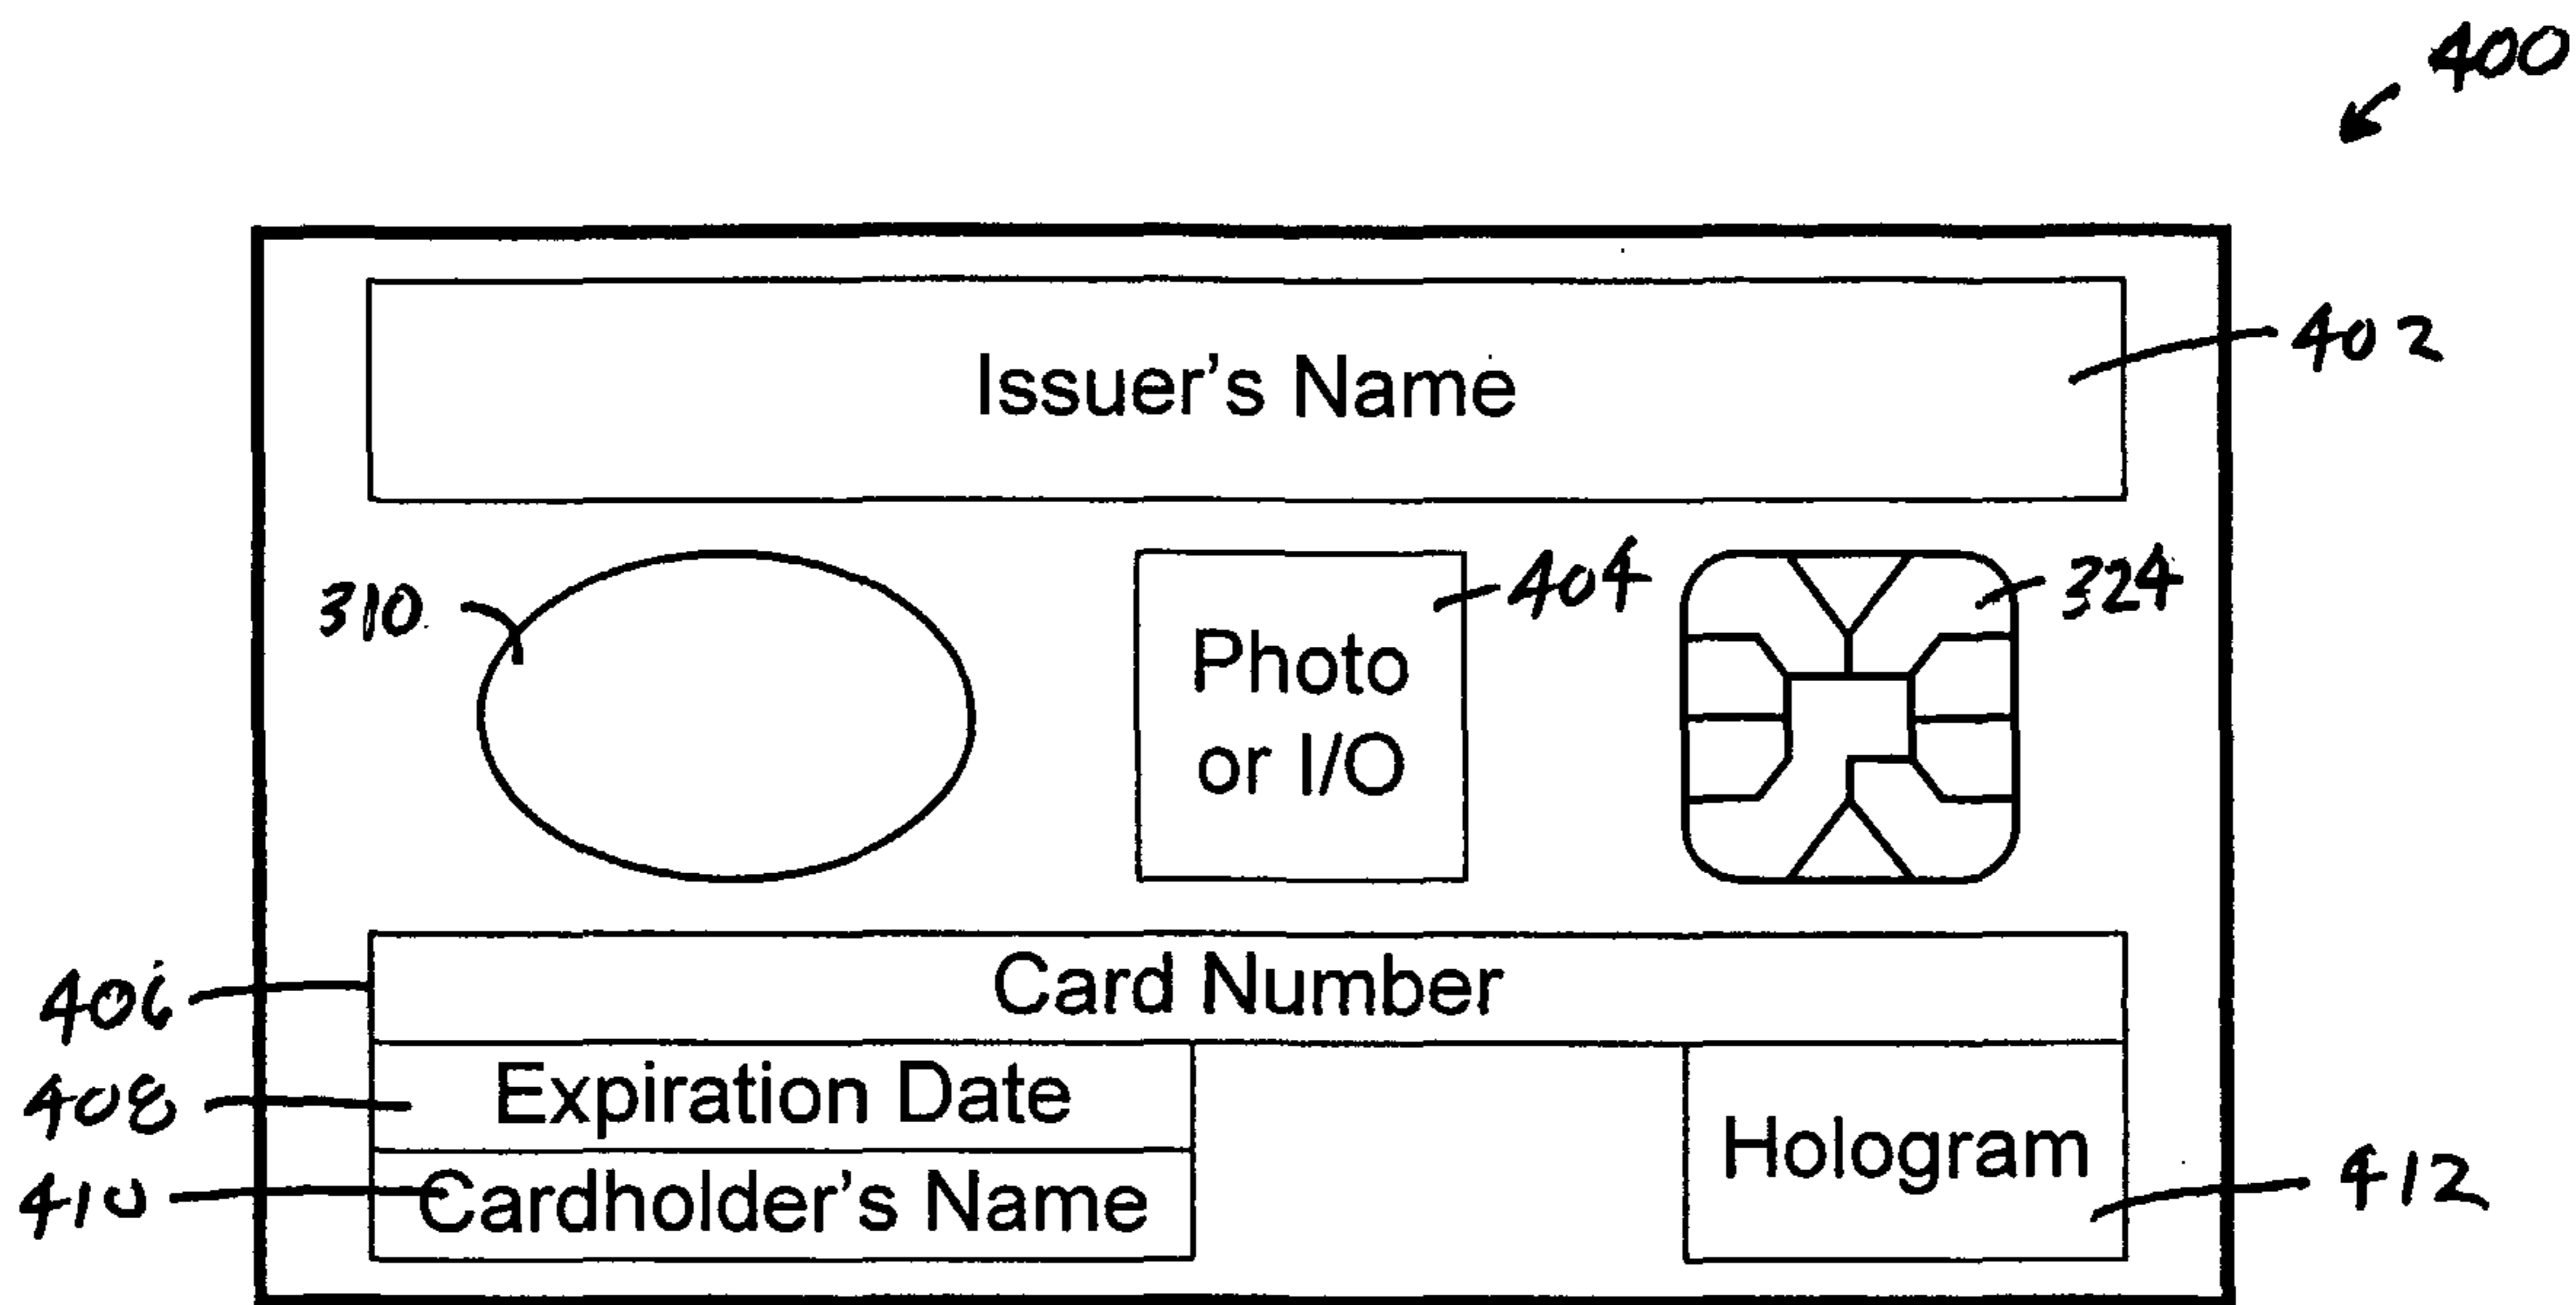 400
Issuer's Name
402
310
Photo
or I/O
404
324
406
Card Number
408
Expiration Date
410
Cardholder's Name
Hologram
412